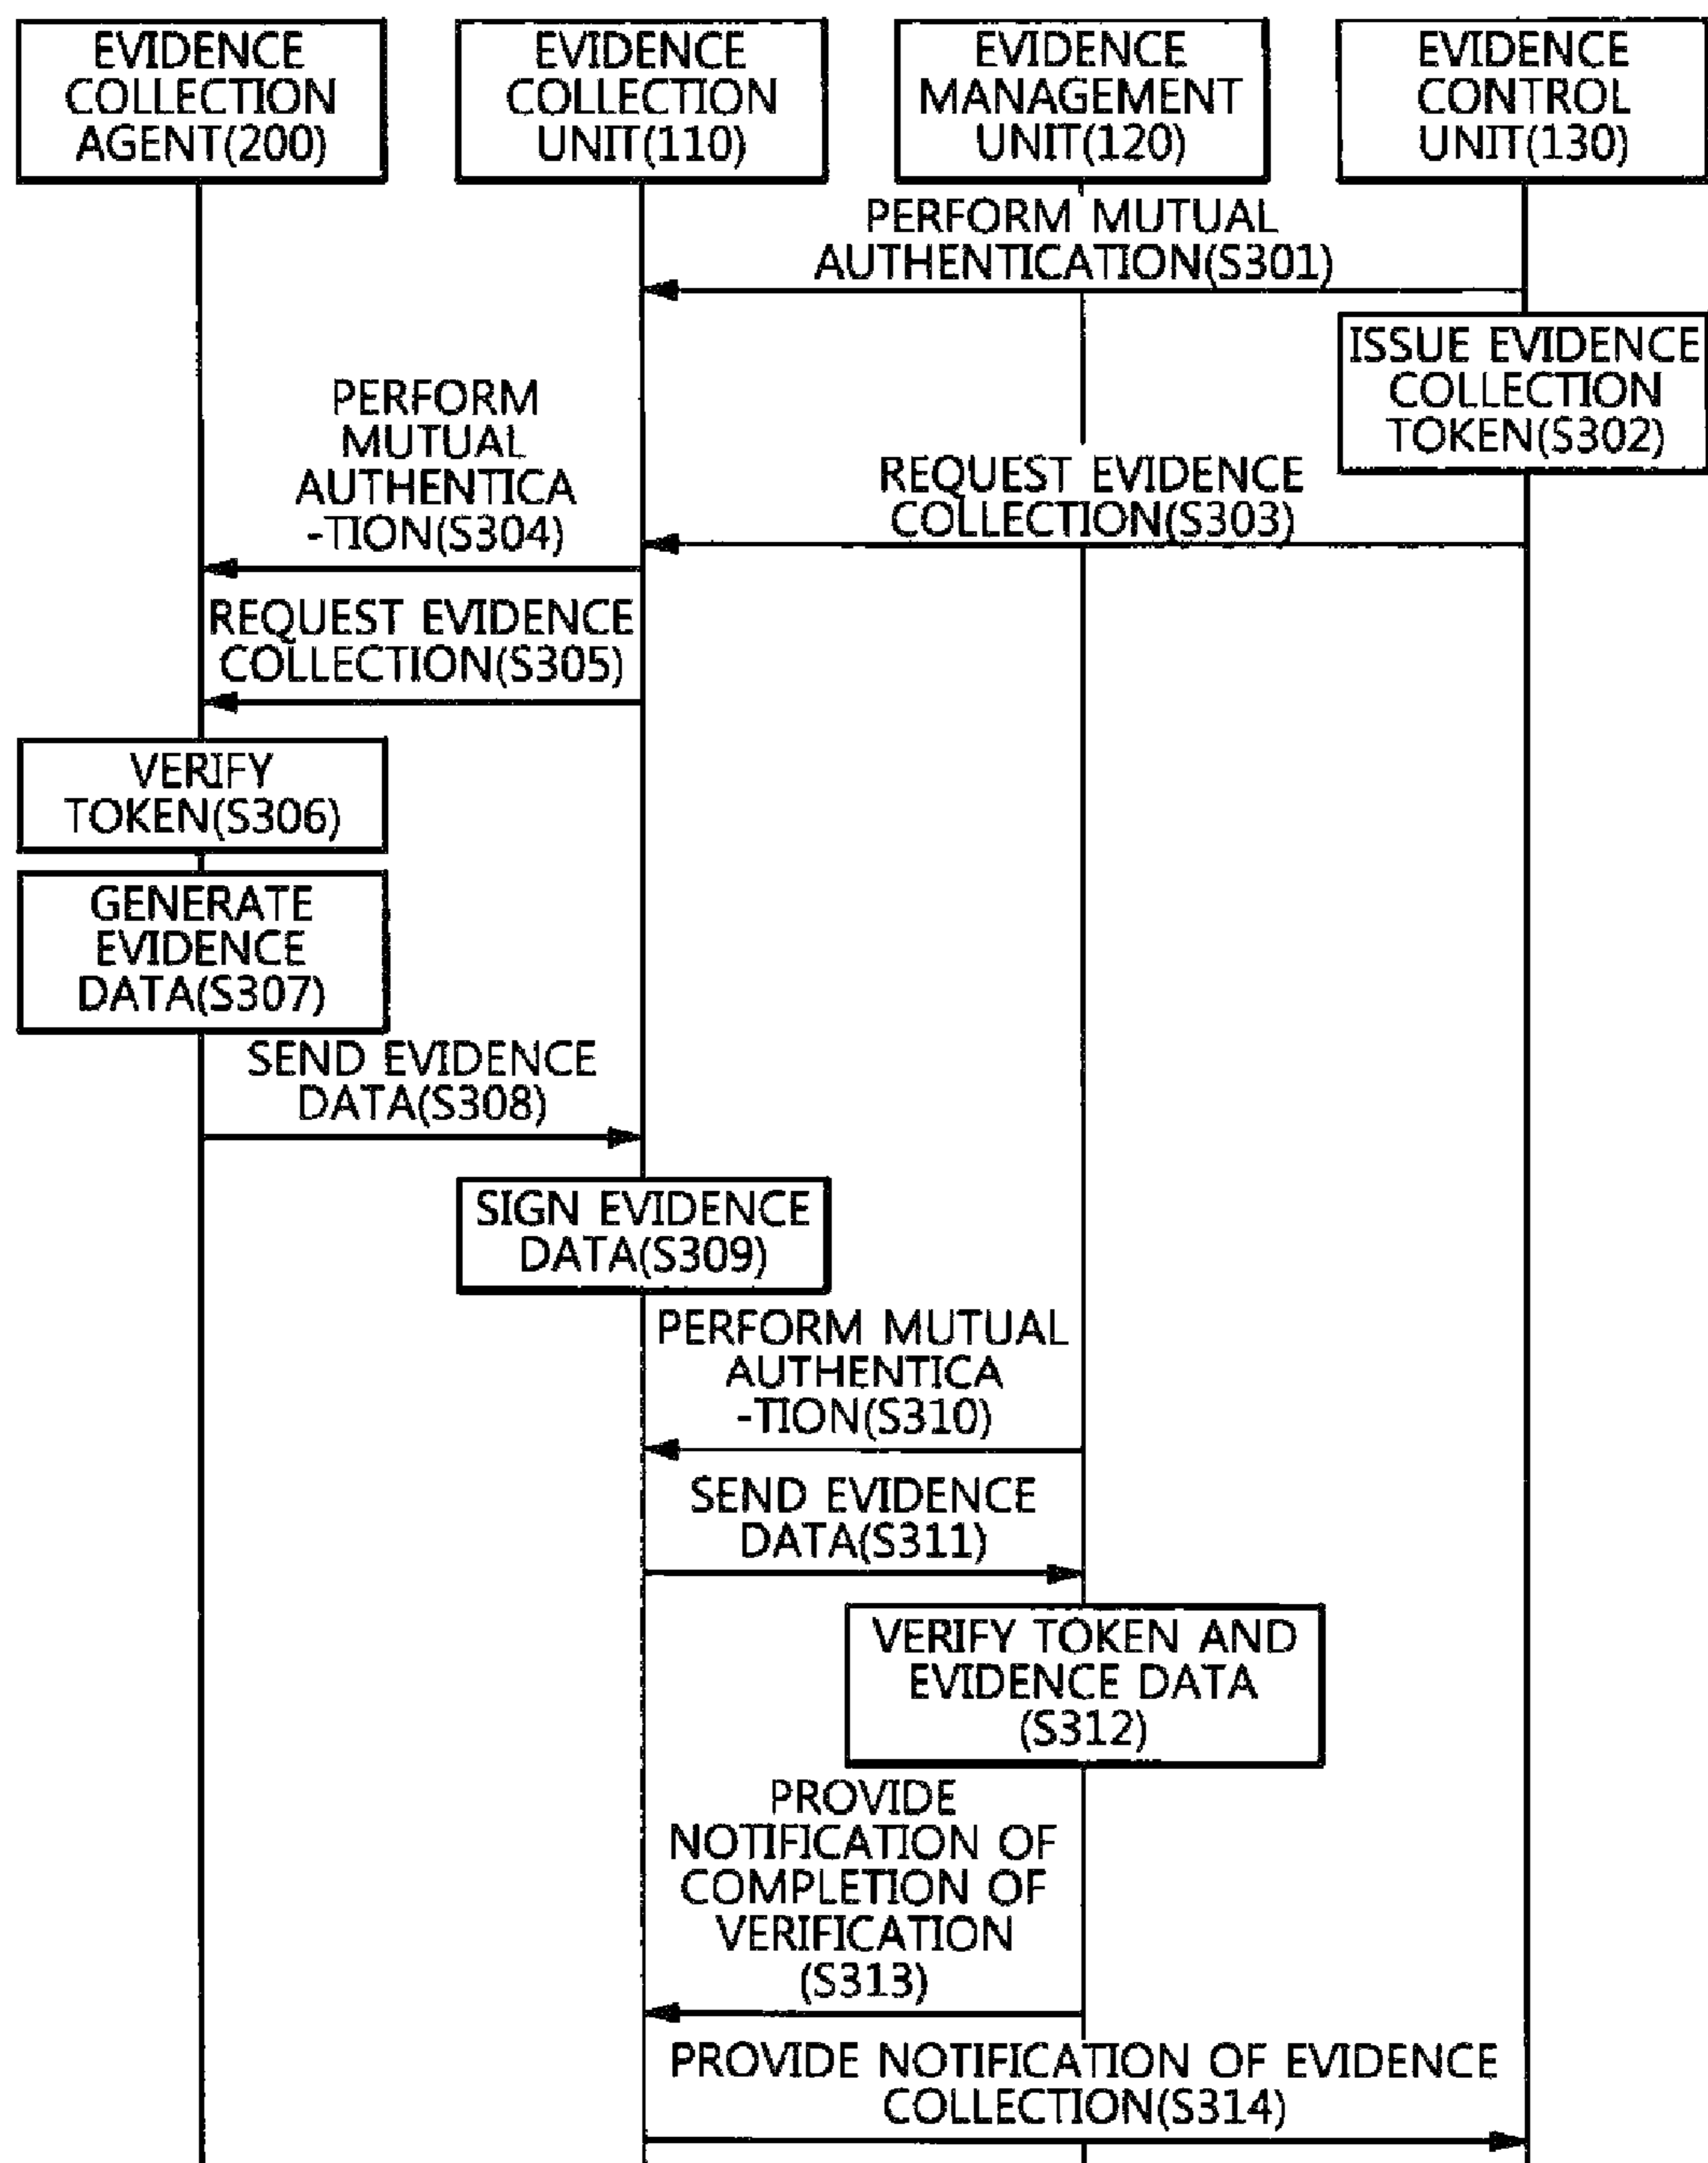 EVIDENCE
COLLECTION
AGENT(200)
EVIDENCE
COLLECTION
UNIT(110)
EVIDENCE
MANAGEMENT
UNIT(120)
EVIDENCE
CONTROL
UNIT(130)
PERFORM MUTUAL
AUTHENTICATION(S301)
ISSUE EVIDENCE
COLLECTION
TOKEN(S302)
REQUEST EVIDENCE
COLLECTION(S303)
PERFORM
MUTUAL
AUTHENTICA
-TION(S304)
REQUEST EVIDENCE
COLLECTION(S305)
VERIFY
TOKEN(S306)
GENERATE
EVIDENCE
DATA(S307)
SEND EVIDENCE
DATA(S308)
SIGN EVIDENCE
DATA(S309)
PERFORM MUTUAL
AUTHENTICA
-TION(S310)
SEND EVIDENCE
DATA(S311)
VERIFY TOKEN AND
EVIDENCE DATA
(S312)
PROVIDE
NOTIFICATION OF
COMPLETION OF
VERIFICATION
(S313)
PROVIDE NOTIFICATION OF EVIDENCE
COLLECTION(S314)